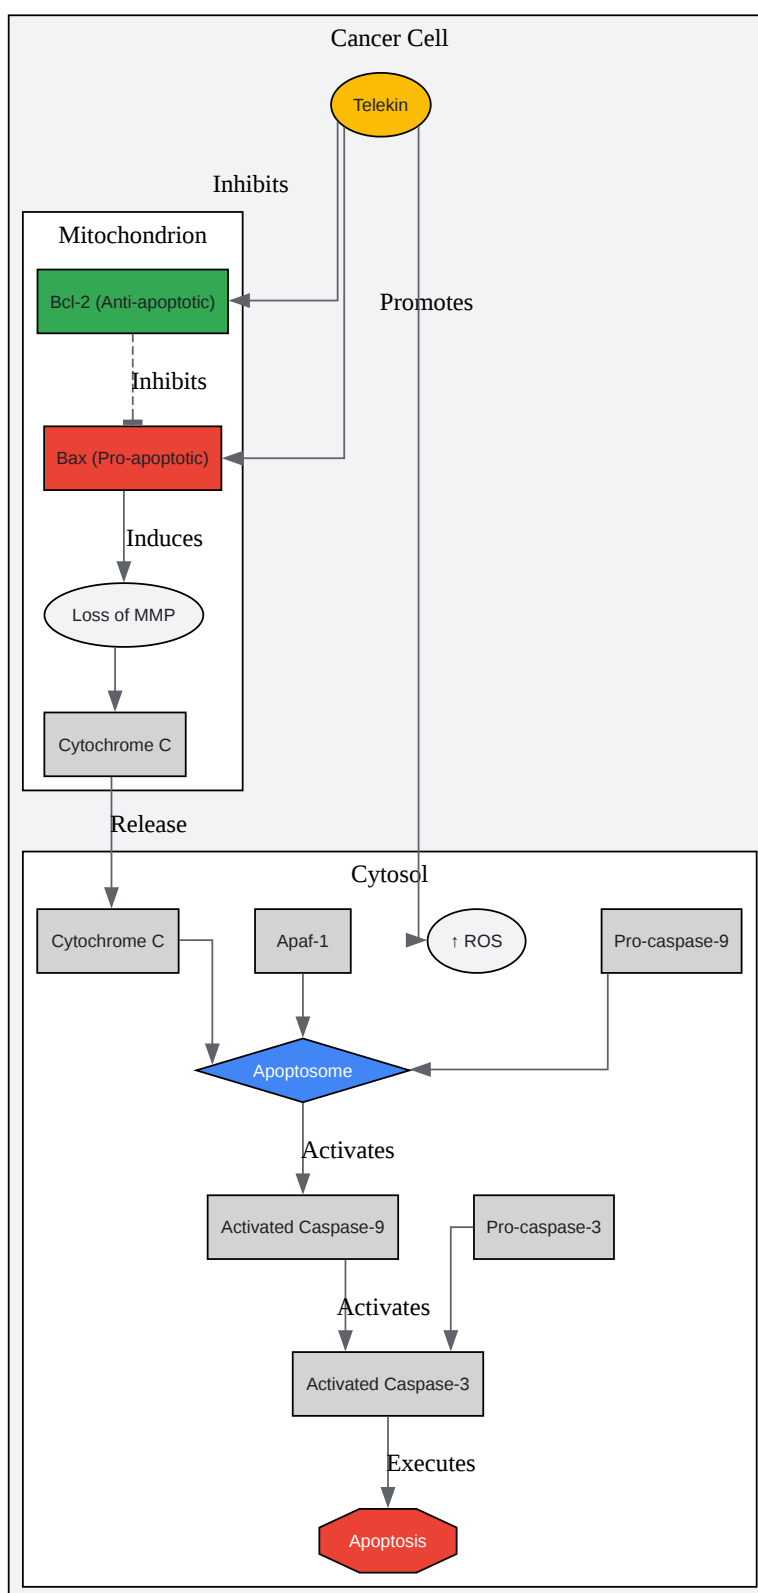 Cancer Cell
Telekin
Inhibits
Mitochondrion
Bcl-2 (Anti-apoptotic)
Promotes
Inhibits
Bax (Pro-apoptotic)
Induces
Loss of MMP
Cytochrome C
Release
Cytosol
Cytochrome C
Apaf-1
↑ ROS
Pro-caspase-9
Apoptosome
Activates
Activated Caspase-9
Pro-caspase-3
Activates
Activated Caspase-3
Executes
Apoptosis